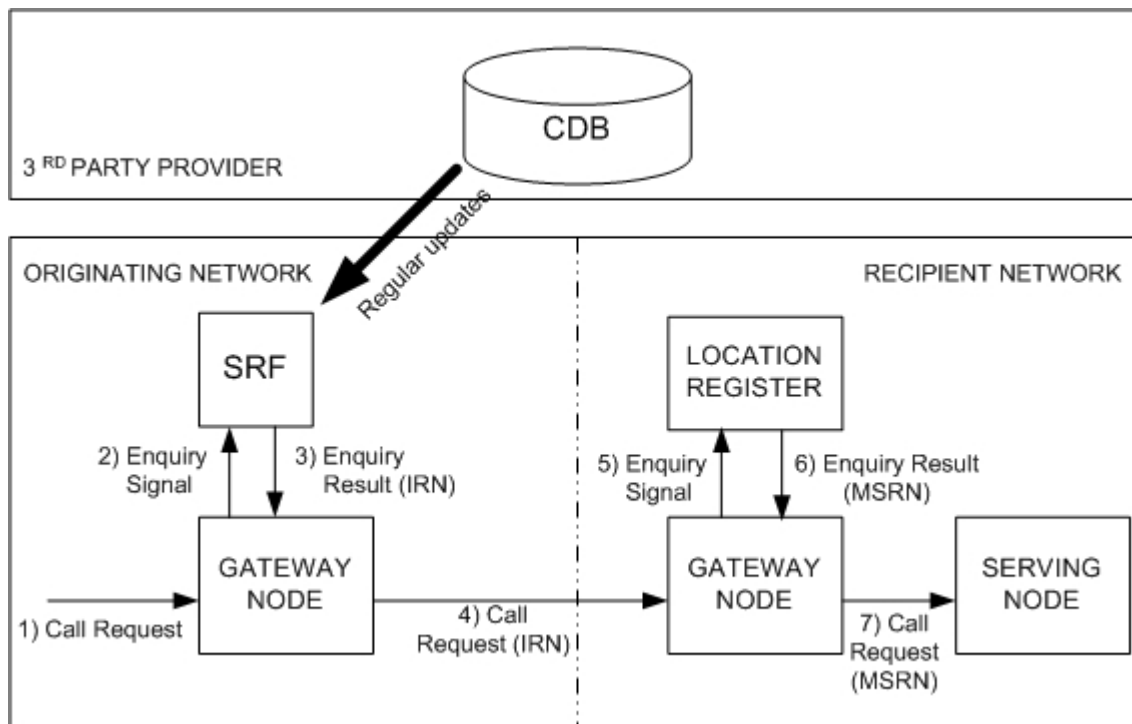 CDB
3 RD PARTY PROVIDER
Regular updates
ORIGINATING NETWORK
RECIPIENT NETWORK
SRF
LOCATION
REGISTER
2) Enquiry
Signal
3) Enquiry
Result (IRN)
5) Enquiry
Signal
6) Enquiry Result
(MSRN)
GATEWAY
NODE
GATEWAY
NODE
SERVING
NODE
1) Call Request
4) Call
Request (IRN)
7) Call
Request
(MSRN)